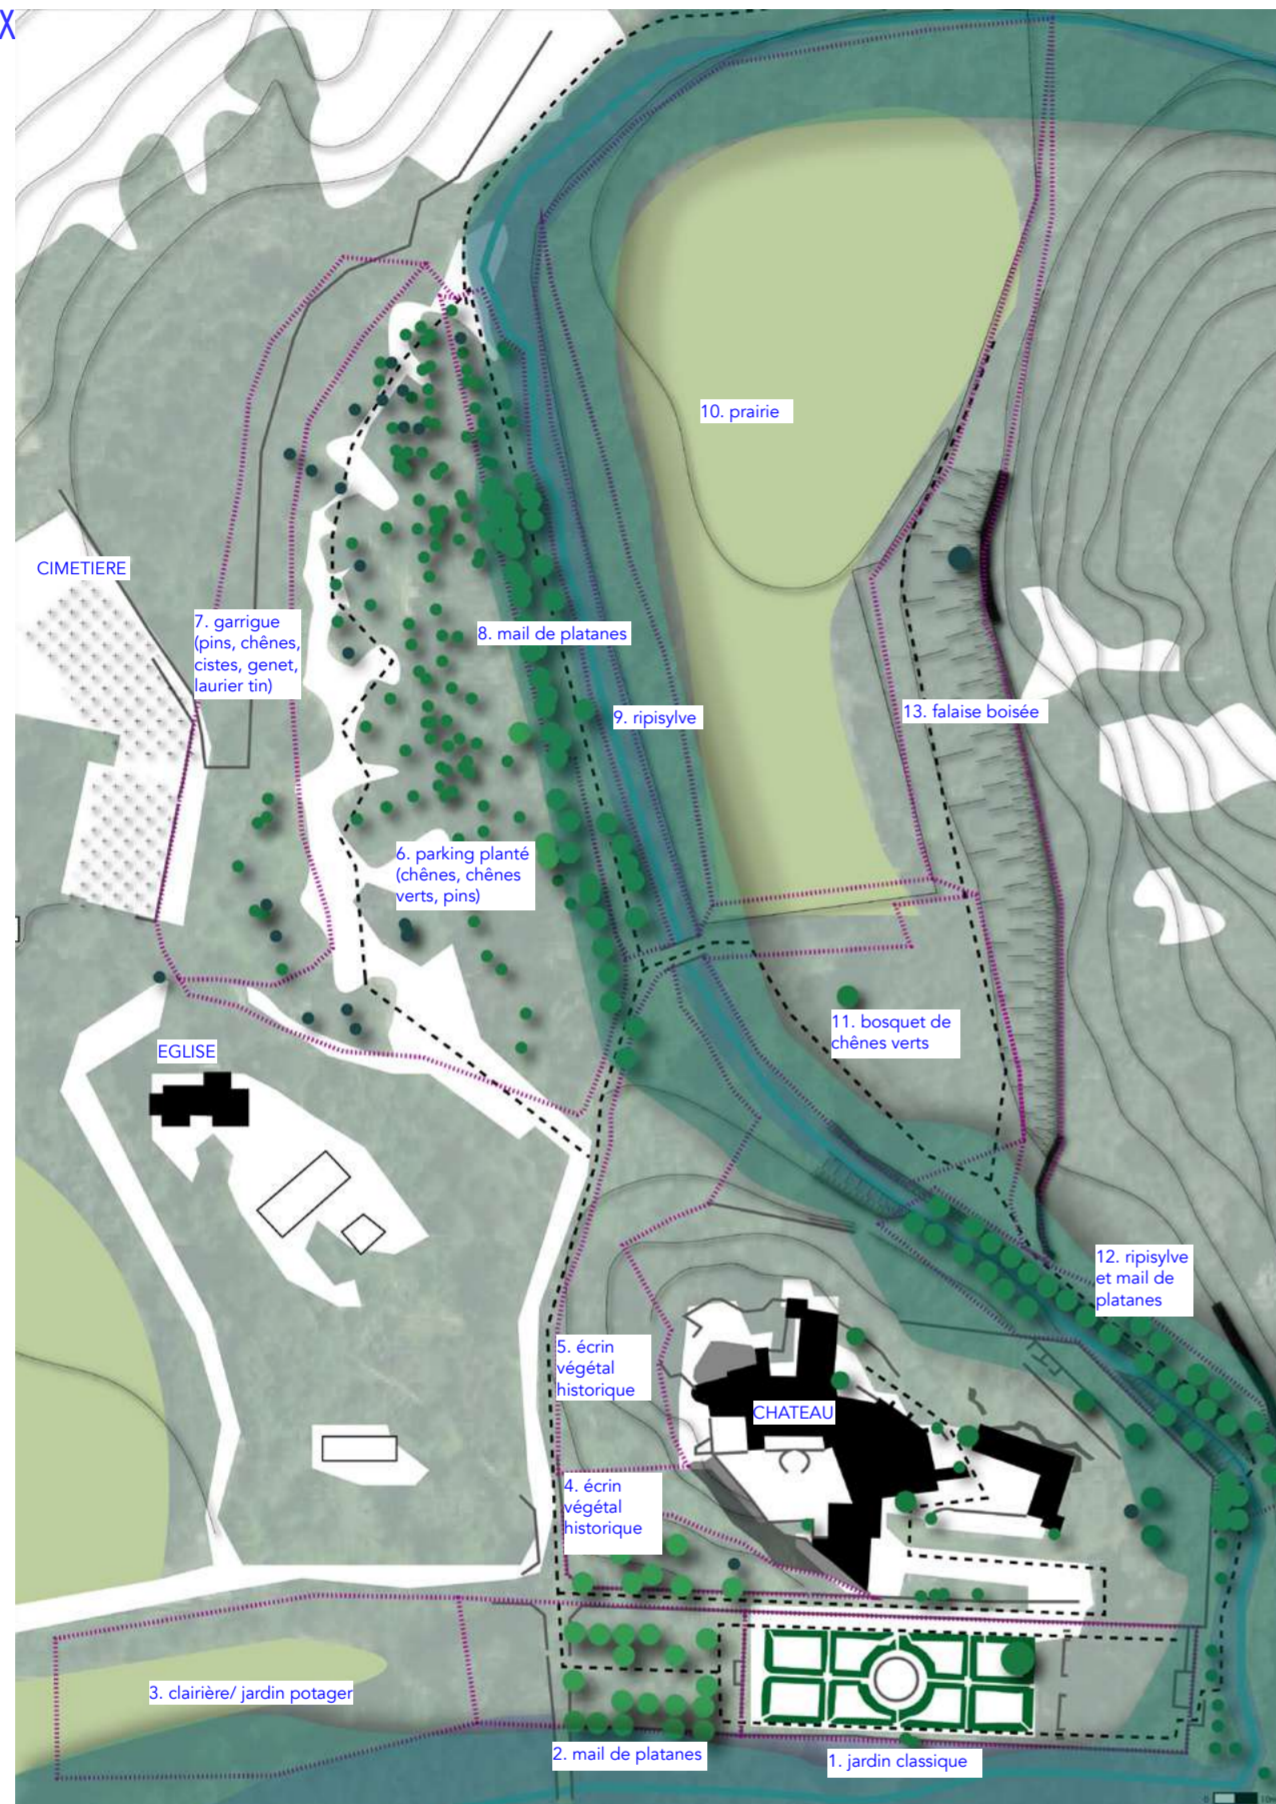 X
10. prairie
CIMETIERE
7. garrigue
(pins, chênes,
cistes, genet,
laurier tin)
8. mail de platanes
9. ripisylve
13. falaise boisée
6. parking planté
(chênes, chênes
verts, pins)
11. bosquet de
chênes verts
EGLISE
12. ripisylve
et mail de
platanes
5. écrin
végétal
historique
CHATEAU
4. écrin
végétal
historique
3. clairière/ jardin potager
2. mail de platanes
1. jardin classique